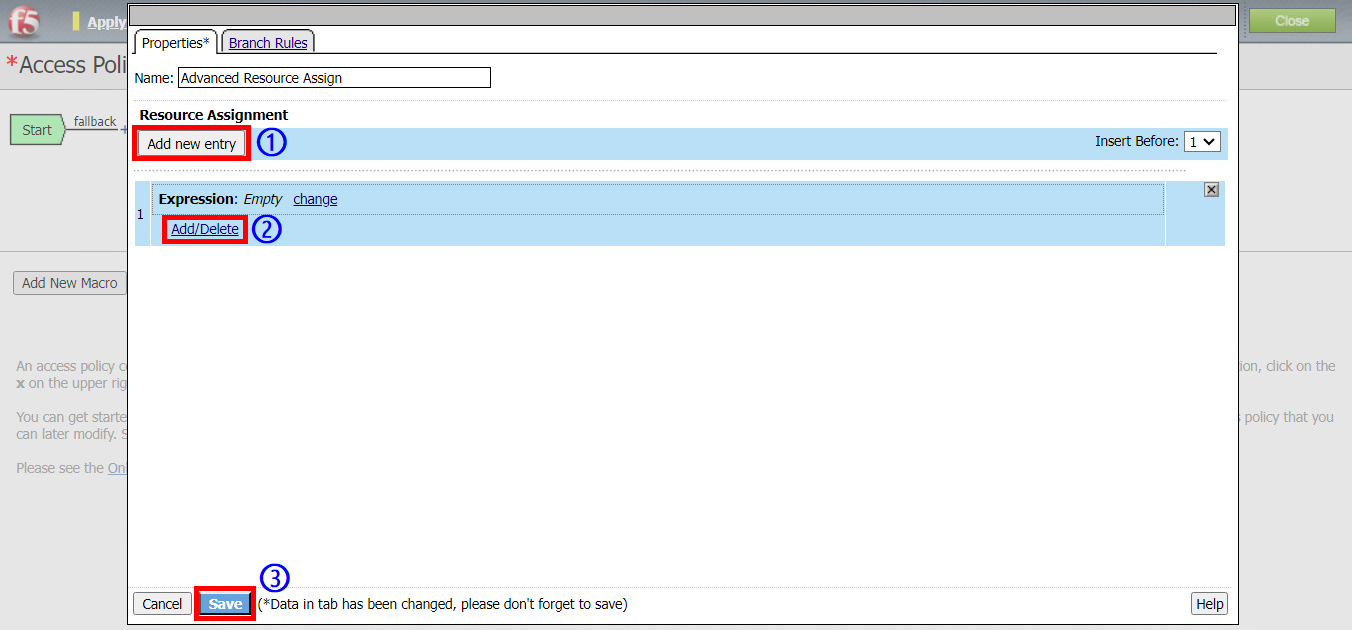 f5
Apply
Close
*Access Poli
Properties*
Branch Rules
Name: Advanced Resource Assign
Start
fallback
+
Resource Assignment
Add new entry
1
Insert Before: 1
1
Expression: Empty change
x
Add/Delete
2
Add New Macro
An access policy c
ion, click on the
x on the upper rig
You can get starte
s policy that you
can later modify. S
Please see the Onl
3
Cancel
Save
(*Data in tab has been changed, please don't forget to save)
Help